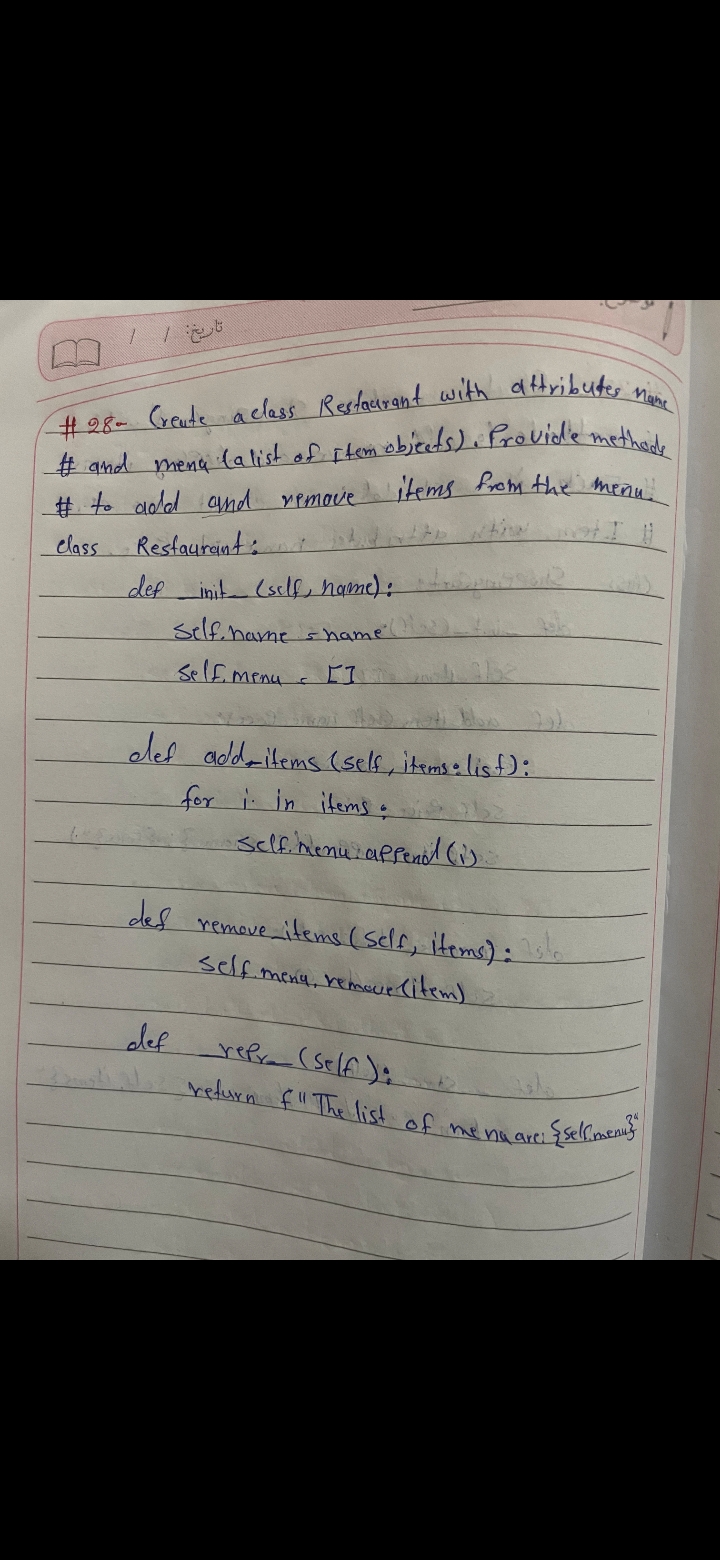 تاريخ: / /
# 28- Create a class Restaurant with attributes name
# and menu (a list of Item objects). Provide methods
# to add and remove items from the menu.
class Restaurant:
def _init_ (self, name):
self.name = name
self.menu = []
def add_items (self, items:list):
for i in items:
self.menu.append(i)
def remove_items (self, items):
self.menu.remove(item)
def _repr_ (self):
return f"The list of menu are: {self.menu}"